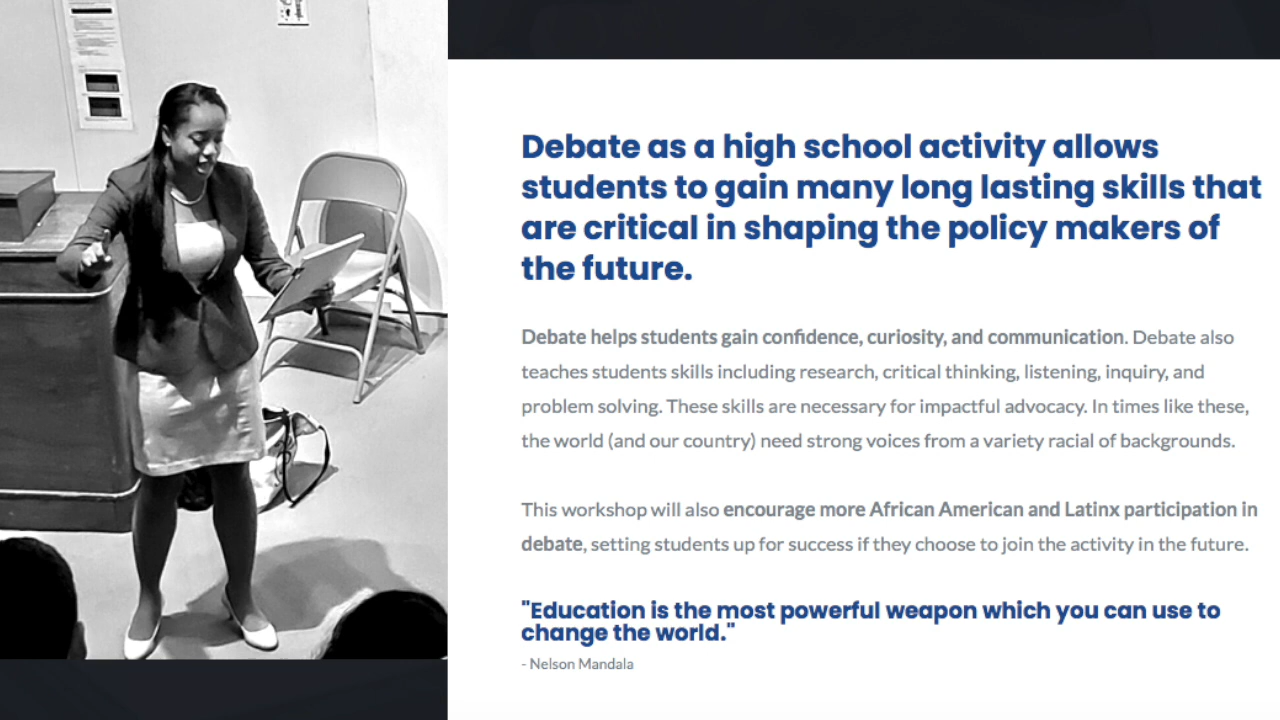 Debate as a high school activity allows
students to gain many long lasting skills that
are critical in shaping the policy makers of
the future.
Debate helps students gain confidence, curiosity, and communication. Debate also
teaches students skills including research, critical thinking, listening, inquiry, and
problem solving. These skills are necessary for impactful advocacy. In times like these,
the world (and our country) need strong voices from a variety racial of backgrounds.
This workshop will also encourage more African American and Latinx participation in
debate, setting students up for success if they choose to join the activity in the future.
"Education is the most powerful weapon which you can use to
change the world."
- Nelson Mandala